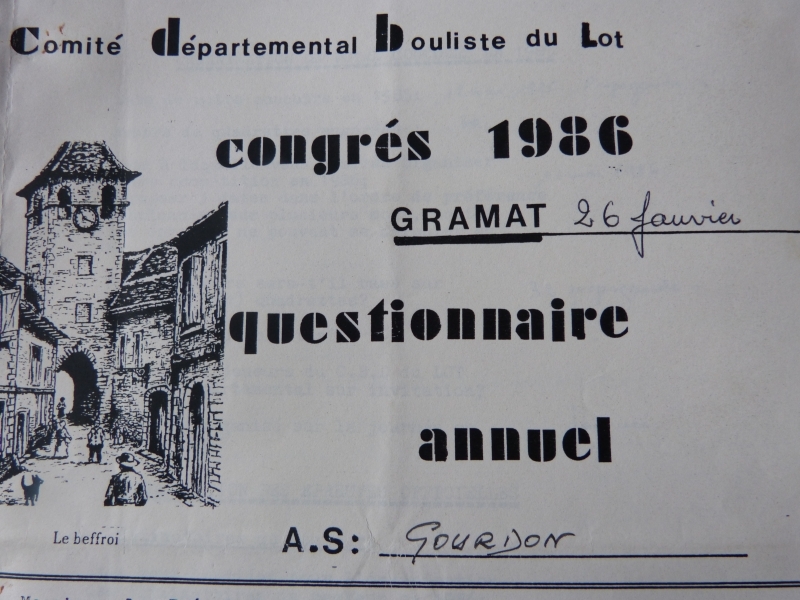 Comité départemental bouliste du Lot
congrés 1986
GRAMAT 26 Janvier
questionnaire
annuel
Le beffroi
A.S: GOURDON